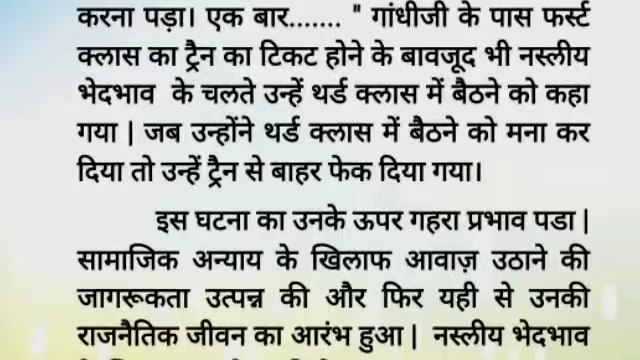 करना पड़ा। एक बार....... " गांधीजी के पास फर्स्ट
क्लास का ट्रैन का टिकट होने के बावजूद भी नस्लीय
भेदभाव के चलते उन्हें थर्ड क्लास में बैठने को कहा
गया | जब उन्होंने थर्ड क्लास में बैठने को मना कर
दिया तो उन्हें ट्रैन से बाहर फेक दिया गया।
इस घटना का उनके ऊपर गहरा प्रभाव पडा |
सामाजिक अन्याय के खिलाफ आवाज़ उठाने की
जागरूकता उत्पन्न की और फिर यही से उनकी
राजनैतिक जीवन का आरंभ हुआ | नस्लीय भेदभाव